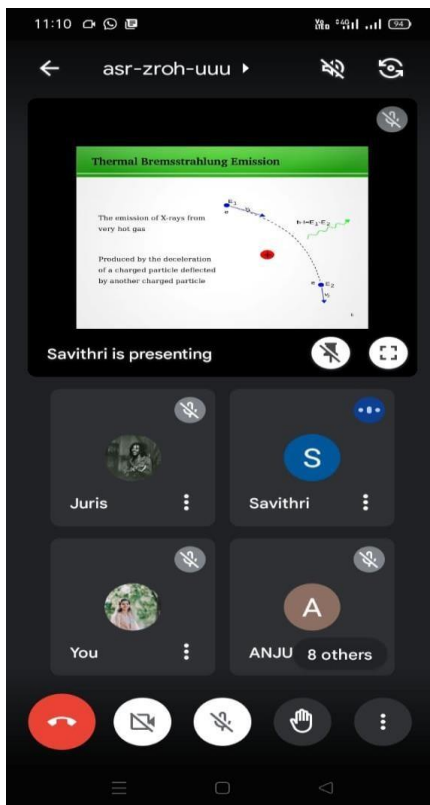 11:10
94
asr-zroh-uuu
Thermal Bremsstrahlung Emission
The emission of X-rays from
very hot gas
Produced by the deceleration
of a charged particle deflected
by another charged particle
E1
E2
Savithri is presenting
Juris
S
Savithri
You
A
ANJU
8 others